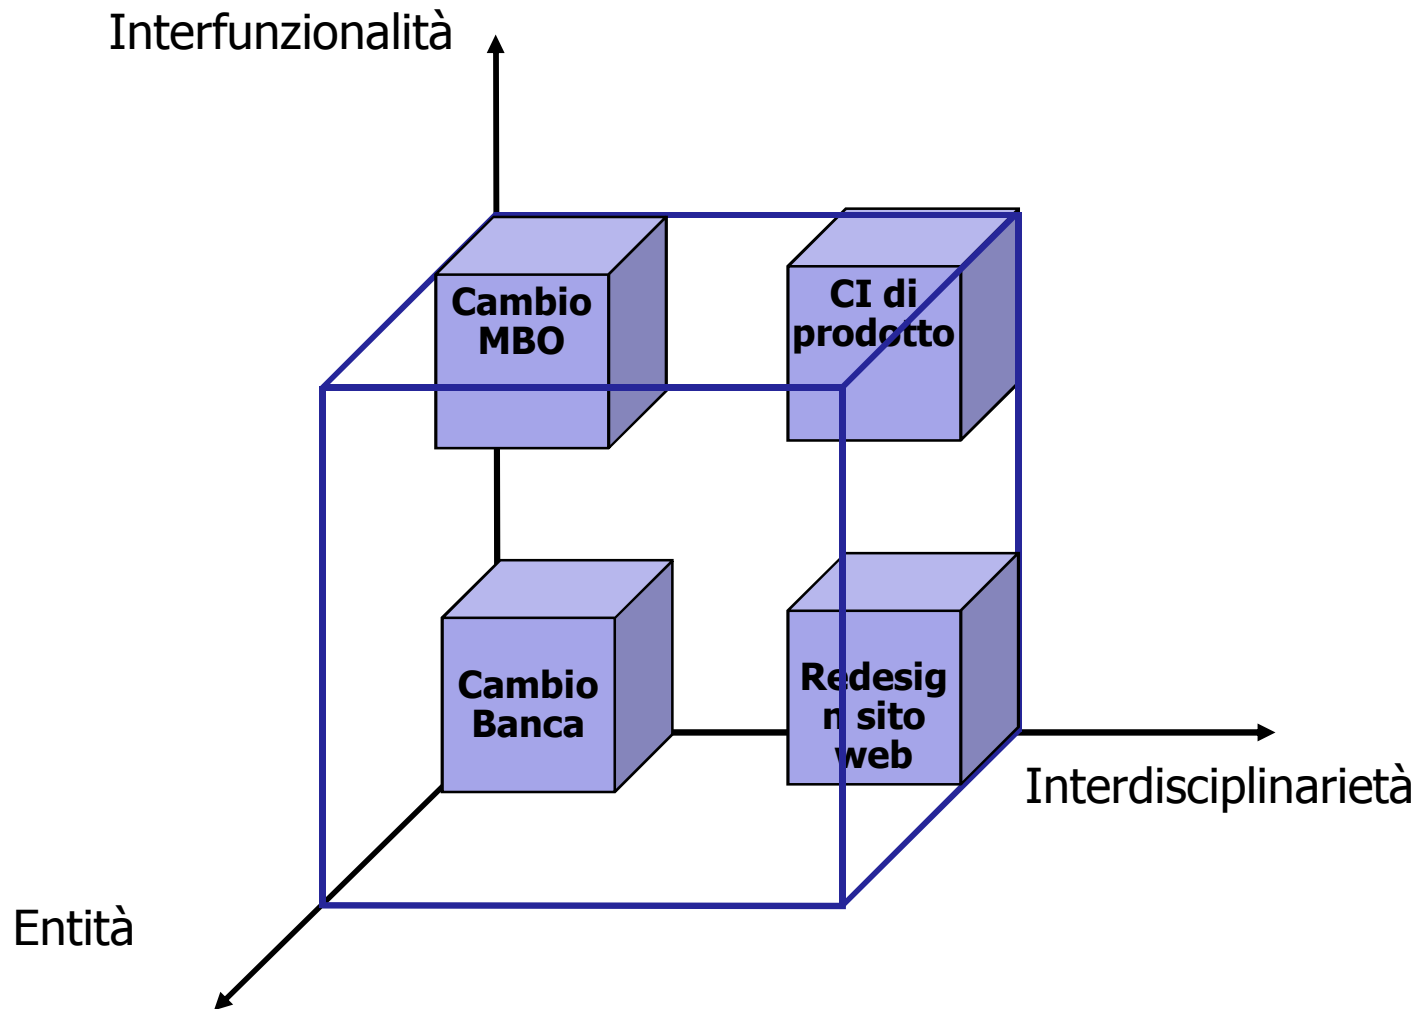 Interfunzionalità
Cambio
MBO
CI di
prodotto
Cambio
Banca
Redesig
n sito
web
Interdisciplinarietà
Entità